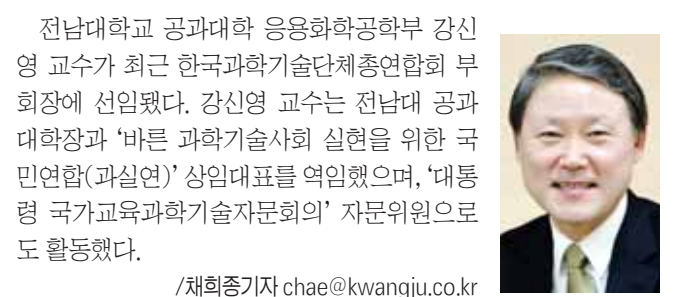 전남대학교 공과대학 응용화학공학부 강신
영 교수가 최근 한국과학기술단체총연합회 부
회장에 선임됐다. 강신영 교수는 전남대 공과
대학장과 ‘바른 과학기술사회 실현을 위한 국
민연합(과실연)’ 상임대표를 역임했으며, ‘대통
령 국가교육과학기술자문회의’ 자문위원으로
도 활동했다.
/채희종기자 chae@kwangju.co.kr